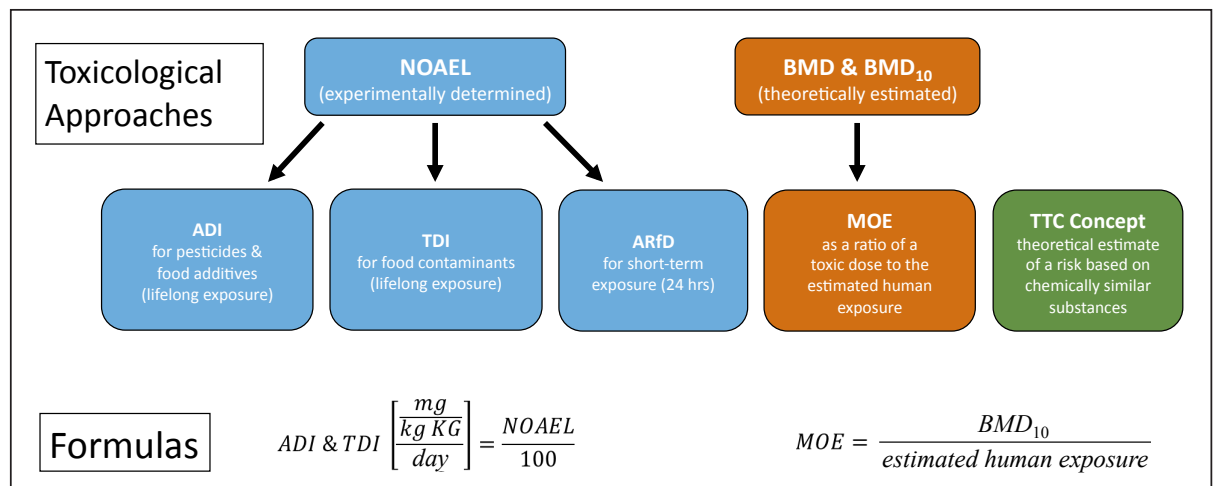 Toxicological
Approaches
NOAEL
(experimentally determined)
BMD & BMD₁₀
(theoretically estimated)
ADI
for pesticides &
food additives
(lifelong exposure)
TDI
for food contaminants
(lifelong exposure)
ARfD
for short-term
exposure (24 hrs)
MOE
as a ratio of a
toxic dose to the
estimated human
exposure
TTC Concept
theoretical estimate
of a risk based on
chemically similar
substances
Formulas
ADI & TDI [mg/kg KG/day] = NOAEL/100
MOE = BMD₁₀/estimated human exposure